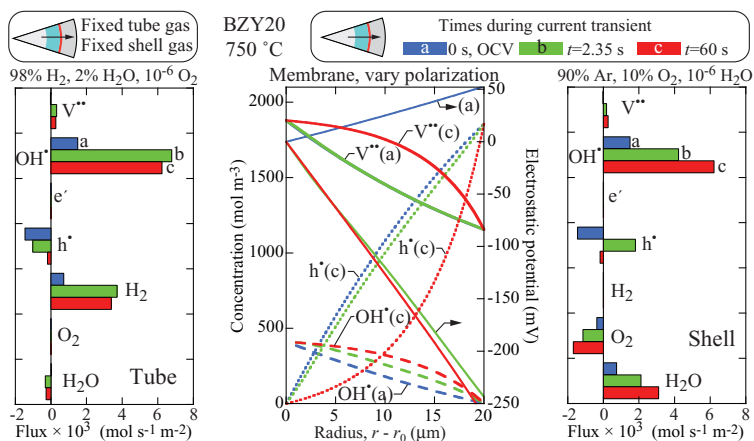 Fixed tube gas
Fixed shell gas
BZY20
750 °C
Times during current transient
a 0 s, OCV b t=2.35 s c t=60 s
98% H₂, 2% H₂O, 10⁻⁶ O₂
Membrane, vary polarization
90% Ar, 10% O₂, 10⁻⁶ H₂O
V••
OH•
a
b
c
e′
h•
H₂
O₂
H₂O
Tube
-2 0 2 4 6 8
Flux × 10³ (mol s⁻¹ m⁻²)
Concentration (mol m⁻³)
2000
1500
1000
500
0
(a)
V••(c)
V••(a)
h•(c)
h•(c)
OH•(c)
OH•(a)
50
0
-50
-100
-150
-200
-250
Electrostatic potential (mV)
0 5 10 15 20
Radius, r - r₀ (μm)
V••
OH•
a
b
c
e′
h•
H₂
O₂
H₂O
Shell
-2 0 2 4 6 8
Flux × 10³ (mol s⁻¹ m⁻²)